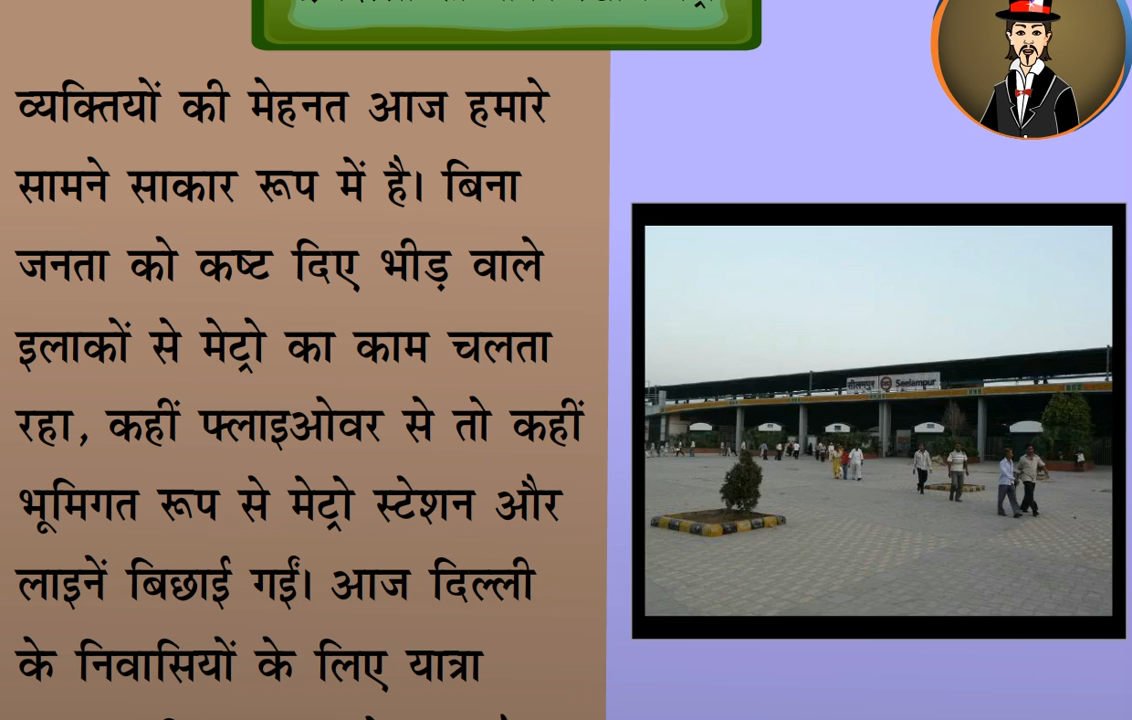 व्यक्तियों की मेहनत आज हमारे
सामने साकार रूप में है। बिना
जनता को कष्ट दिए भीड़ वाले
इलाकों से मेट्रो का काम चलता
रहा, कहीं फ्लाइओवर से तो कहीं
भूमिगत रूप से मेट्रो स्टेशन और
लाइनें बिछाई गईं। आज दिल्ली
के निवासियों के लिए यात्रा
सीलमपुर Seelampur